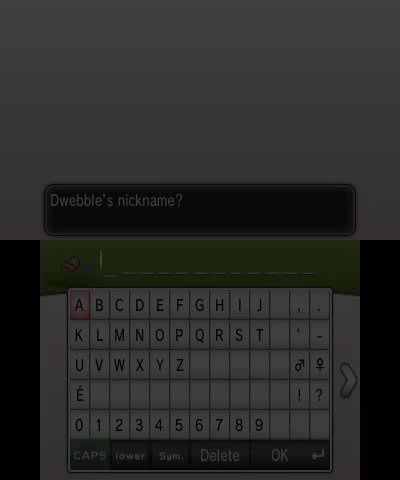 Dwebble's nickname?
A B C D E F G H I J , .
K L M N O P Q R S T ' -
U V W X Y Z ♂ ♀
É ! ?
0 1 2 3 4 5 6 7 8 9
CAPS lower Sym. Delete OK ↵